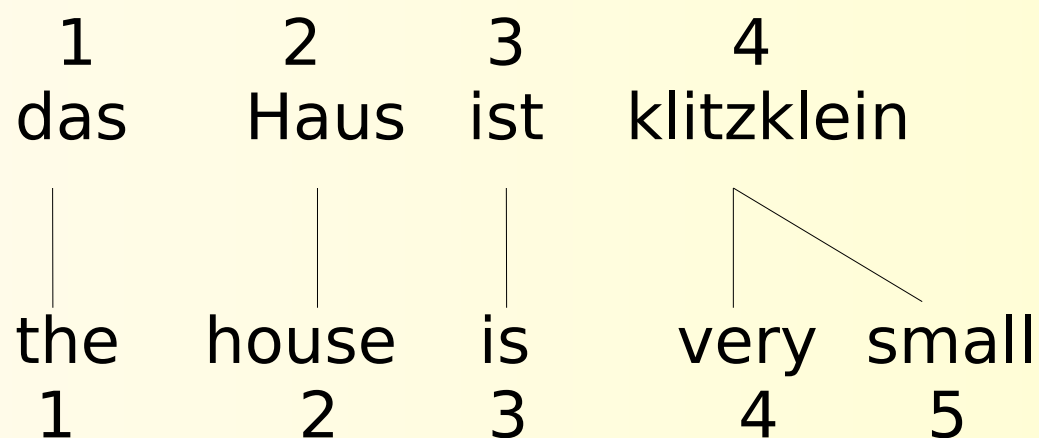 1 2 3 4
das Haus ist klitzklein
the house is very small
1 2 3 4 5